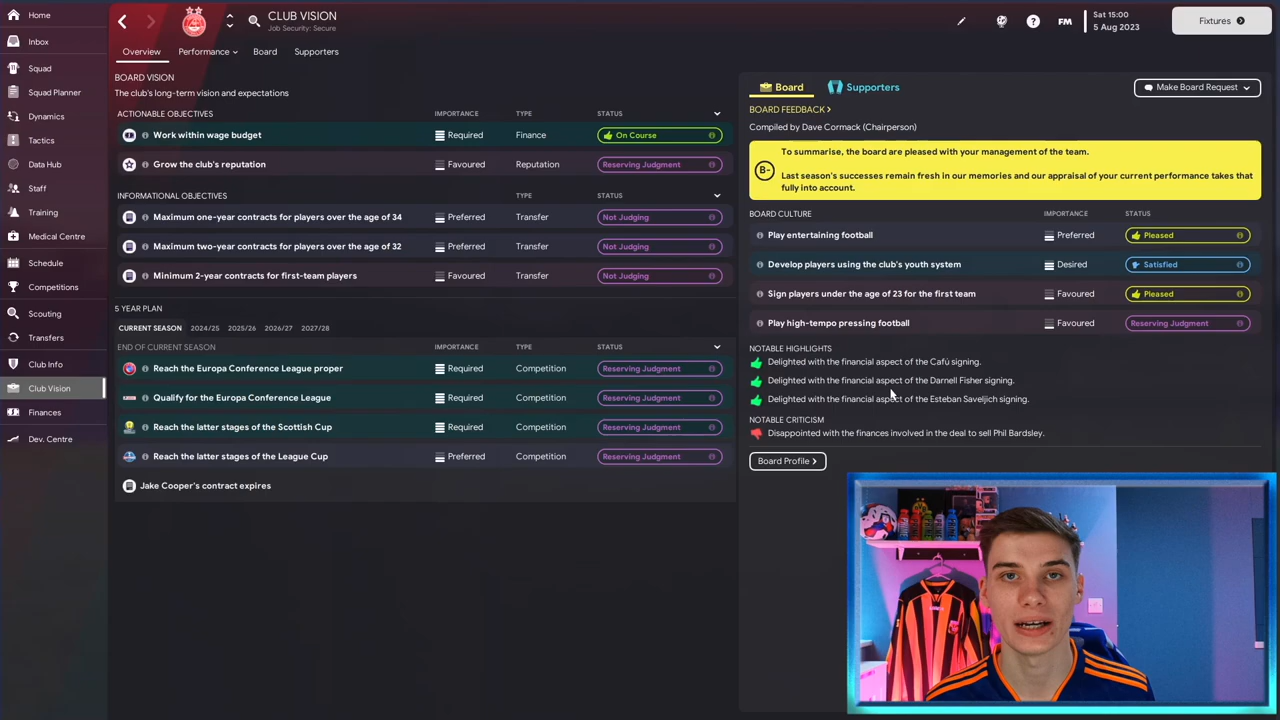 Home
Inbox
Squad
Squad Planner
Dynamics
Tactics
Data Hub
Staff
Training
Medical Centre
Schedule
Competitions
Scouting
Transfers
Club Info
Club Vision
Finances
Dev. Centre
CLUB VISION
Job Security: Secure
FM
Sat 15:00
5 Aug 2023
Fixtures
Overview Performance Board Supporters
BOARD VISION
The club's long-term vision and expectations
ACTIONABLE OBJECTIVES IMPORTANCE TYPE STATUS
Work within wage budget Required Finance On Course
Grow the club's reputation Favoured Reputation Reserving Judgment
INFORMATIONAL OBJECTIVES IMPORTANCE TYPE STATUS
Maximum one-year contracts for players over the age of 34 Preferred Transfer Not Judging
Maximum two-year contracts for players over the age of 32 Preferred Transfer Not Judging
Minimum 2-year contracts for first-team players Favoured Transfer Not Judging
5 YEAR PLAN
CURRENT SEASON 2024/25 2025/26 2026/27 2027/28
END OF CURRENT SEASON IMPORTANCE TYPE STATUS
Reach the Europa Conference League proper Required Competition Reserving Judgment
Qualify for the Europa Conference League Required Competition Reserving Judgment
Reach the latter stages of the Scottish Cup Required Competition Reserving Judgment
Reach the latter stages of the League Cup Preferred Competition Reserving Judgment
Jake Cooper's contract expires
Board Supporters Make Board Request
BOARD FEEDBACK >
Compiled by Dave Cormack (Chairperson)
B-
To summarise, the board are pleased with your management of the team.
Last season's successes remain fresh in our memories and our appraisal of your current performance takes that
fully into account.
BOARD CULTURE IMPORTANCE STATUS
Play entertaining football Preferred Pleased
Develop players using the club's youth system Desired Satisfied
Sign players under the age of 23 for the first team Favoured Pleased
Play high-tempo pressing football Favoured Reserving Judgment
NOTABLE HIGHLIGHTS
Delighted with the financial aspect of the Cafú signing.
Delighted with the financial aspect of the Darnell Fisher signing.
Delighted with the financial aspect of the Esteban Saveljich signing.
NOTABLE CRITICISM
Disappointed with the finances involved in the deal to sell Phil Bardsley.
Board Profile >